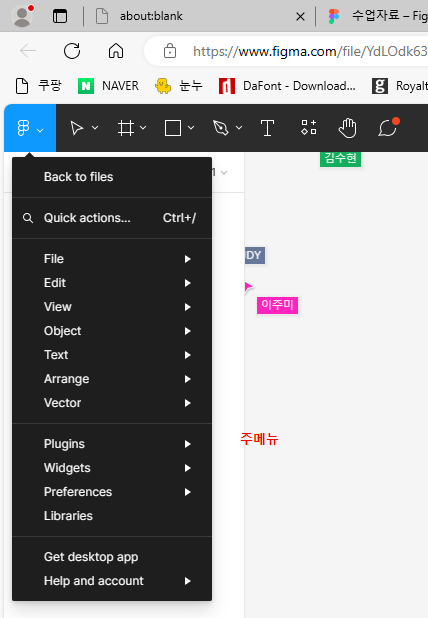 about:blank
수업자료 – Fig
https://www.figma.com/file/YdLOdk63
쿠팡
NAVER
눈누
DaFont - Download...
Royalt
김수현
Back to files
1
Quick actions... Ctrl+/
DY
File
Edit
이주미
View
Object
Text
Arrange
Vector
주메뉴
Plugins
Widgets
Preferences
Libraries
Get desktop app
Help and account